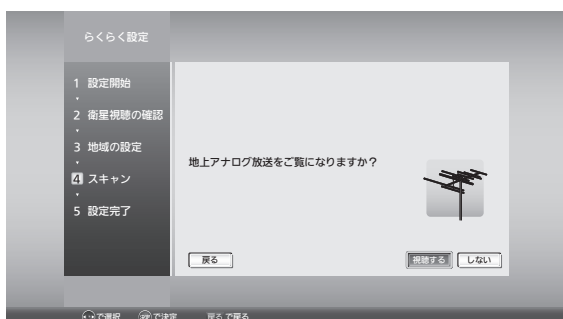 らくらく設定
1 設定開始
2 衛星視聴の確認
3 地域の設定
4 スキャン
5 設定完了
地上アナログ放送をご覧になりますか？
戻る
視聴する
しない
で選択 で決定 戻る で戻る